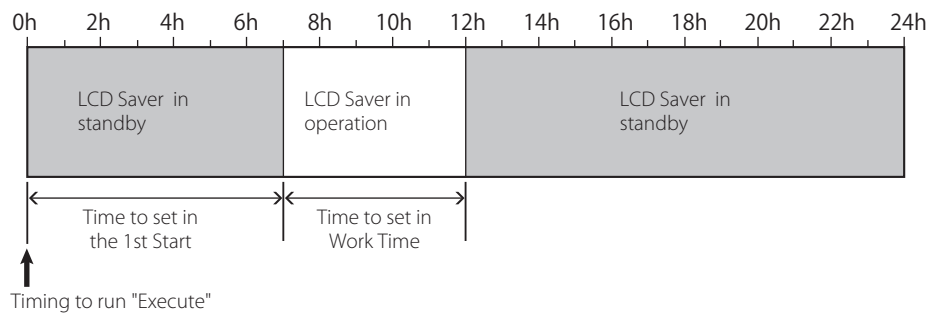 0h 2h 4h 6h 8h 10h 12h 14h 16h 18h 20h 22h 24h
LCD Saver in
standby
LCD Saver in
operation
LCD Saver in
standby
Time to set in
the 1st Start
Time to set in
Work Time
Timing to run "Execute"